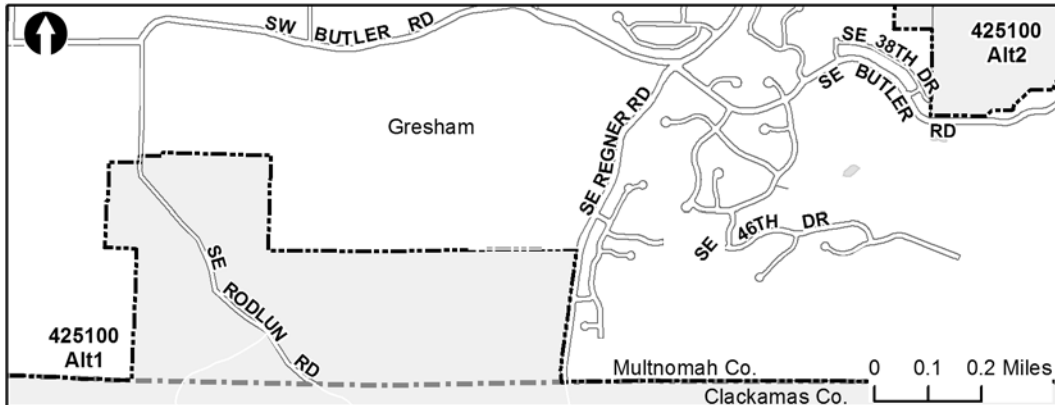 SW BUTLER RD
SE 38TH DR
425100
Alt2
SE BUTLER RD
Gresham
SE REGNER RD
SE 46TH DR
SE RODLUN RD
425100
Alt1
Multnomah Co.
0 0.1 0.2 Miles
Clackamas Co.